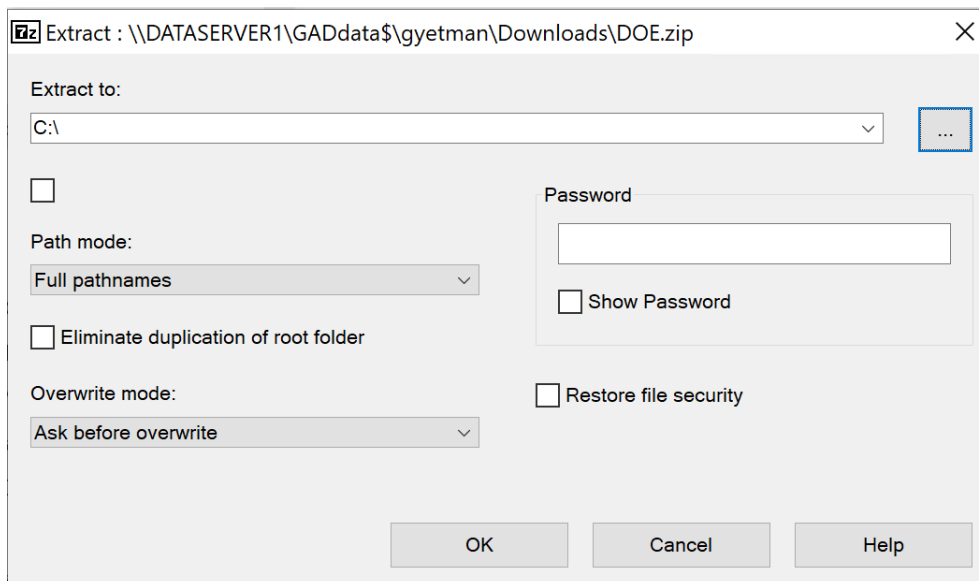 7z Extract : \\DATASERVER1\GADdata$\gyetman\Downloads\DOE.zip
Extract to:
C:\
...
Password
Path mode:
Full pathnames
Show Password
Eliminate duplication of root folder
Overwrite mode:
Restore file security
Ask before overwrite
OK Cancel Help